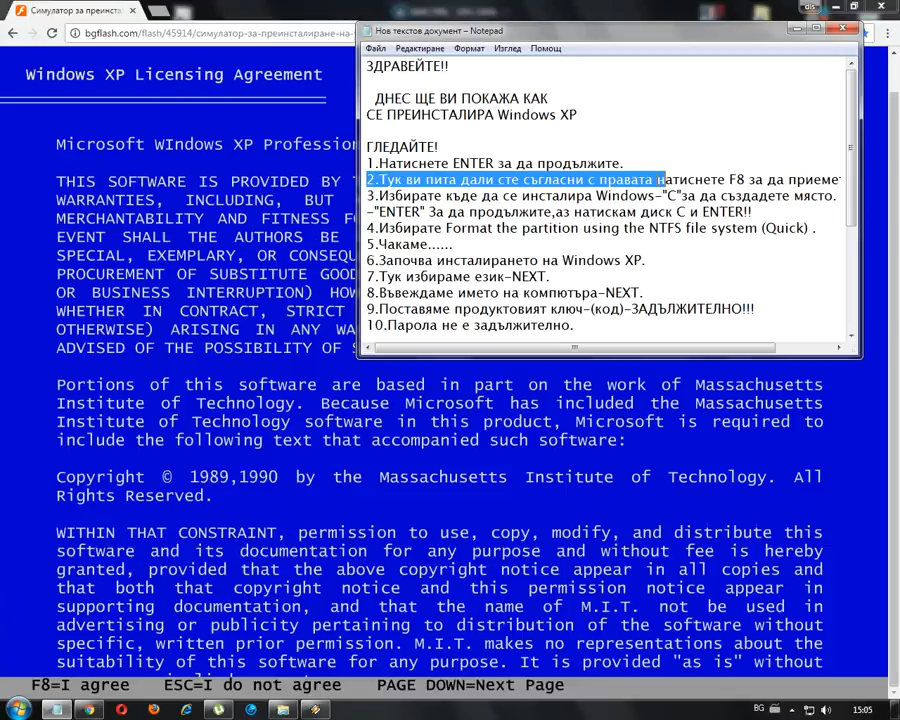 Симулатор за преинста
dis
bgflash.com/flash/45914/симулатор-за-преинсталиране-на-
Нов текстов документ – Notepad
Файл Редактиране Формат Изглед Помощ
ЗДРАВЕЙТЕ!!
ДНЕС ЩЕ ВИ ПОКАЖА КАК
СЕ ПРЕИНСТАЛИРА Windows XP
ГЛЕДАЙТЕ!
1.Натиснете ENTER за да продължите.
2.Тук ви пита дали сте съгласни с правата натиснете F8 за да приемет
3.Избирате къде да се инсталира Windows-"C"за да създадете място.
-"ENTER" За да продължите,аз натискам диск C и ENTER!!
4.Избирате Format the partition using the NTFS file system (Quick) .
5.Чакаме......
6.Започва инсталирането на Windows XP.
7.Тук избираме език-NEXT.
8.Въвеждаме името на компютъра-NEXT.
9.Поставяме продуктовият ключ-(код)-ЗАДЪЛЖИТЕЛНО!!!
10.Парола не е задължително.
Windows XP Licensing Agreement
Microsoft WIndows XP Profession
THIS SOFTWARE IS PROVIDED BY T
WARRANTIES, INCLUDING, BUT
MERCHANTABILITY AND FITNESS FO
EVENT SHALL THE AUTHORS BE
SPECIAL, EXEMPLARY, OR CONSEQU
PROCUREMENT OF SUBSTITUTE GOOD
OR BUSINESS INTERRUPTION) HOW
WHETHER IN CONTRACT, STRICT
OTHERWISE) ARISING IN ANY WA
ADVISED OF THE POSSIBILITY OF S
Portions of this software are based in part on the work of Massachusetts
Institute of Technology. Because Microsoft has included the Massachusetts
Institute of Technology software in this product, Microsoft is required to
include the following text that accompanied such software:
Copyright © 1989,1990 by the Massachusetts Institute of Technology. All
Rights Reserved.
WITHIN THAT CONSTRAINT, permission to use, copy, modify, and distribute this
software and its documentation for any purpose and without fee is hereby
granted, provided that the above copyright notice appear in all copies and
that both that copyright notice and this permission notice appear in
supporting documentation, and that the name of M.I.T. not be used in
advertising or publicity pertaining to distribution of the software without
specific, written prior permission. M.I.T. makes no representations about the
suitability of this software for any purpose. It is provided "as is" without
F8=I agree ESC=I do not agree PAGE DOWN=Next Page
BG 15:05